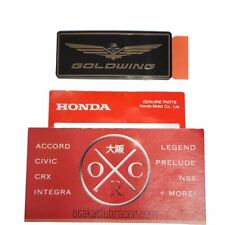 GOLDWING
HONDA
GENUINE PARTS
Honda Motor Co., Ltd.
ACCORD
CIVIC
CRX
INTEGRA
大阪
O C
R
LEGEND
PRELUDE
NSX
+ MORE!
osakaclubracer.com